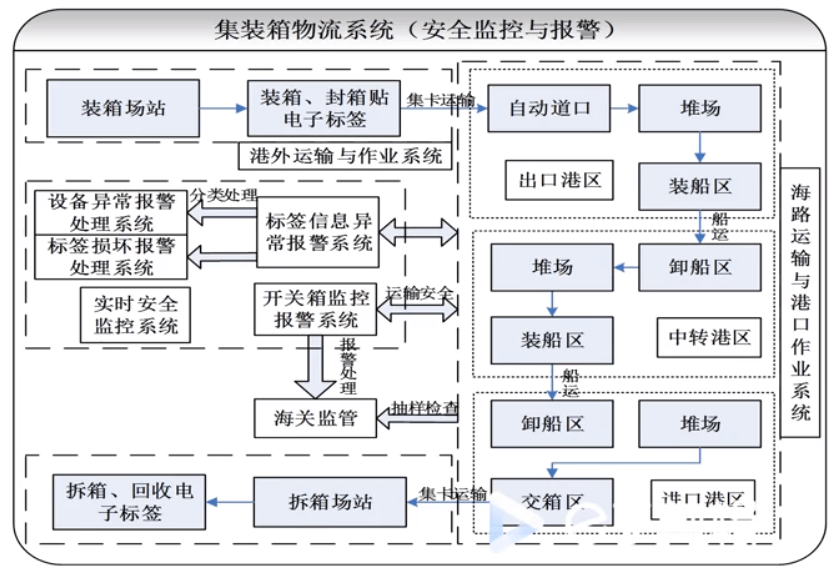 集装箱物流系统（安全监控与报警）
装箱场站
装箱、封箱贴
电子标签
集卡运输
自动道口
堆场
港外运输与作业系统
出口港区
装船区
船运
海路运输与港口作业系统
设备异常报警
处理系统
分类处理
标签信息异
常报警系统
标签损坏报警
处理系统
堆场
卸船区
实时安全
监控系统
开关箱监控
报警系统
运输安全
装船区
中转港区
报警处理
船运
海关监管
抽样检查
卸船区
堆场
拆箱、回收电
子标签
拆箱场站
集卡运输
交箱区
进口港区